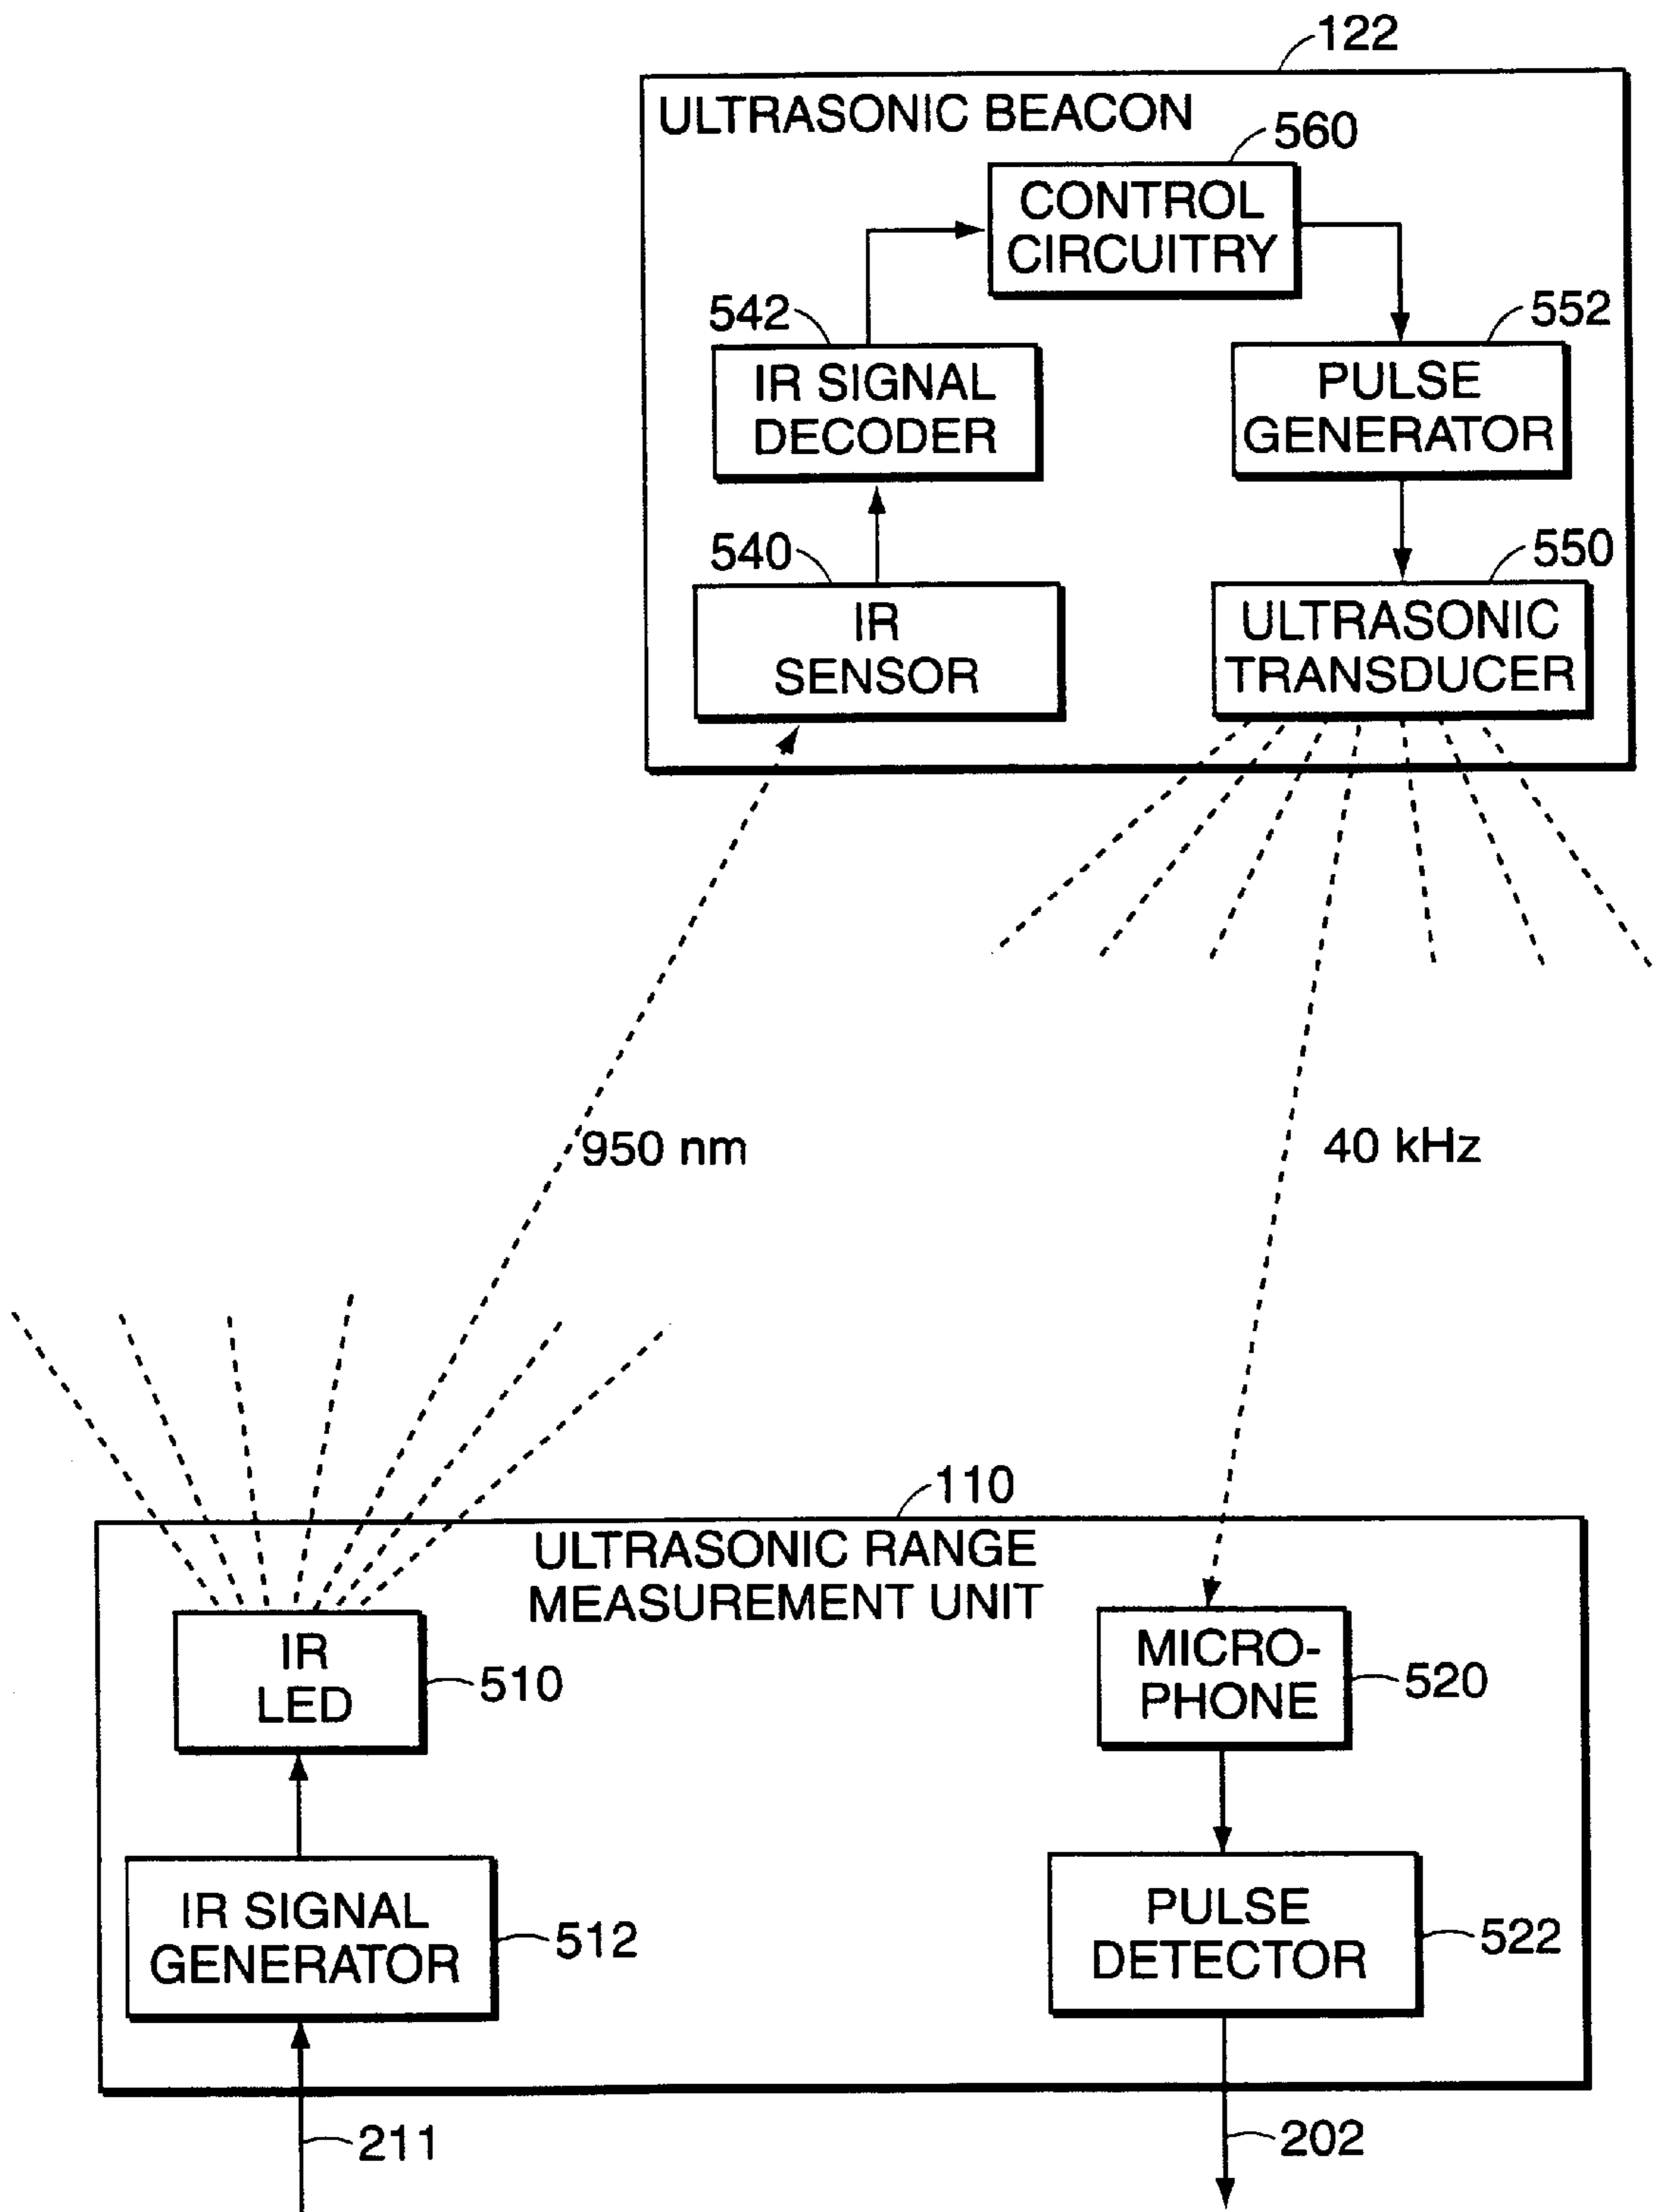 122
ULTRASONIC BEACON
560
CONTROL
CIRCUITRY
542
IR SIGNAL
DECODER
552
PULSE
GENERATOR
540
IR
SENSOR
550
ULTRASONIC
TRANSDUCER
950 nm
40 kHz
110
ULTRASONIC RANGE
MEASUREMENT UNIT
IR
LED
510
MICRO-
PHONE
520
IR SIGNAL
GENERATOR
512
PULSE
DETECTOR
522
211
202